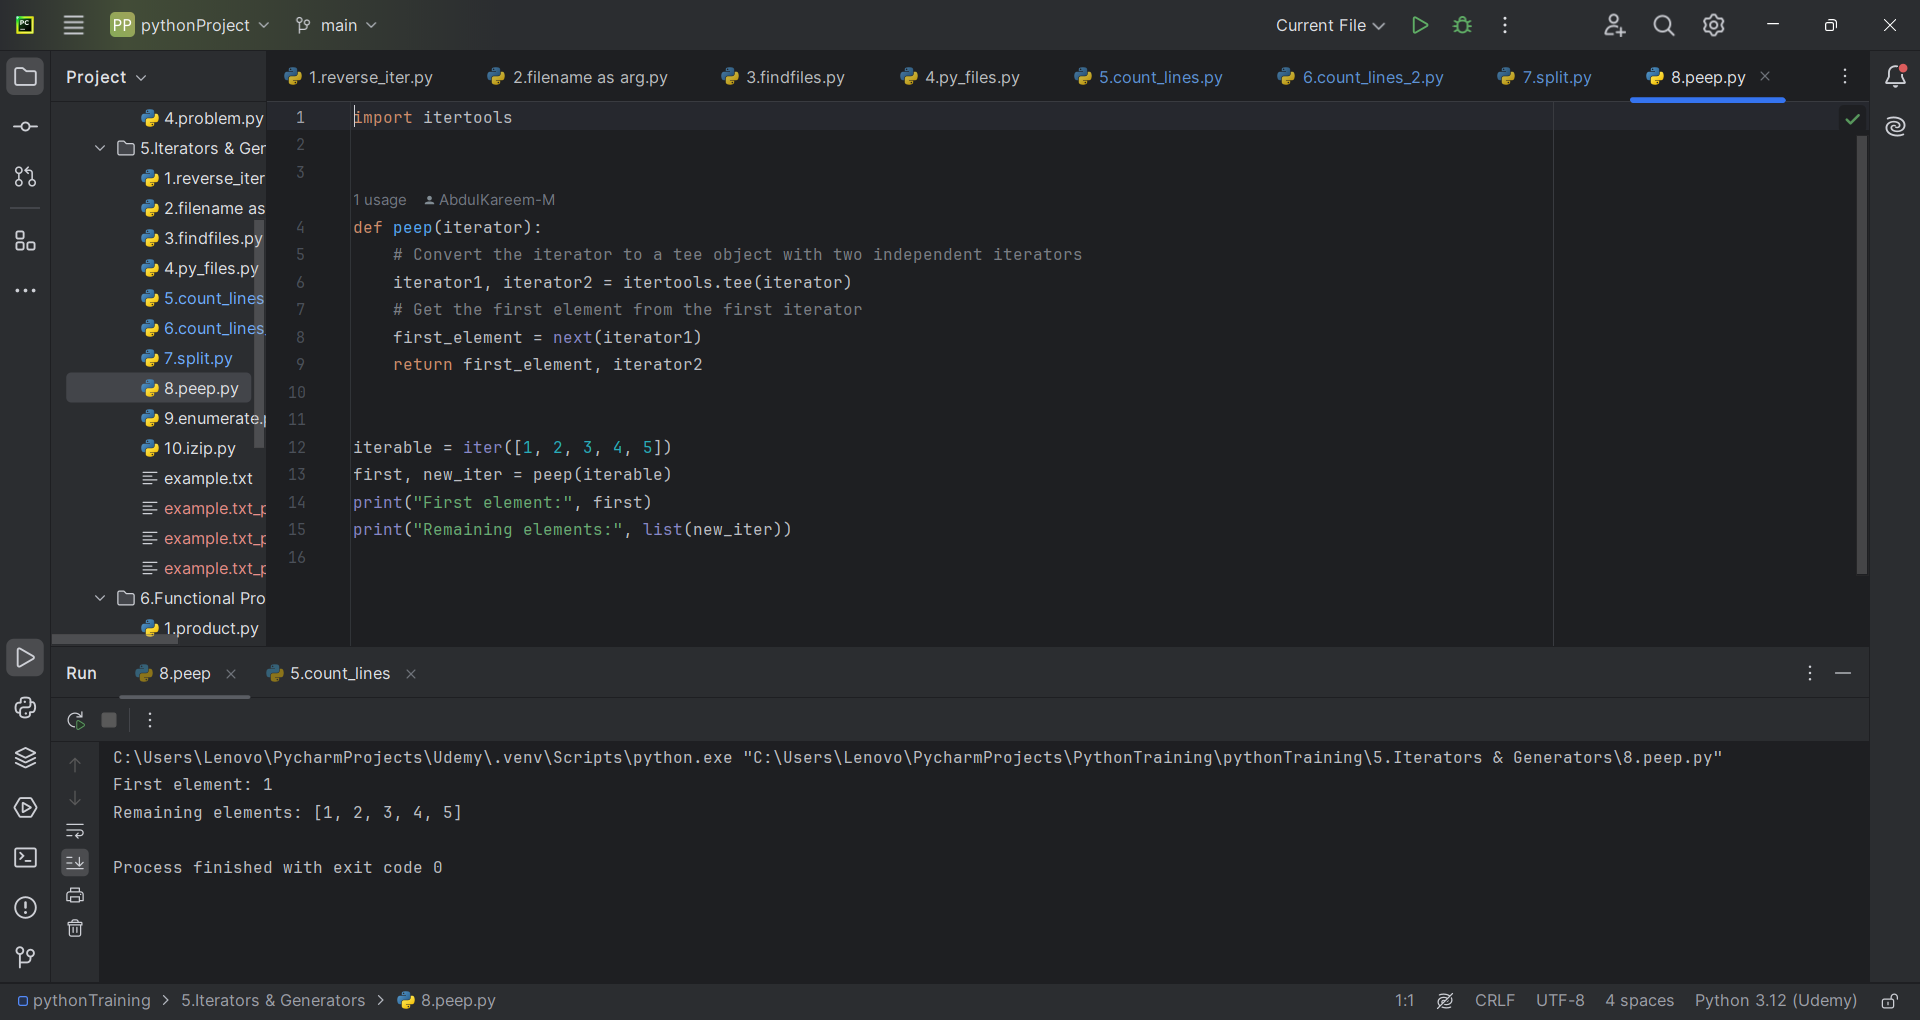 PC
PP pythonProject
main
Current File
Project
1.reverse_iter.py
2.filename as arg.py
3.findfiles.py
4.py_files.py
5.count_lines.py
6.count_lines_2.py
7.split.py
8.peep.py
4.problem.py
5.Iterators & Ger
1.reverse_iter
2.filename as
3.findfiles.py
4.py_files.py
5.count_lines
6.count_lines_
7.split.py
8.peep.py
9.enumerate.p
10.izip.py
example.txt
example.txt_p
example.txt_p
example.txt_p
6.Functional Pro
1.product.py
1 import itertools
2
3
1 usage AbdulKareem-M
4 def peep(iterator):
5 # Convert the iterator to a tee object with two independent iterators
6 iterator1, iterator2 = itertools.tee(iterator)
7 # Get the first element from the first iterator
8 first_element = next(iterator1)
9 return first_element, iterator2
10
11
12 iterable = iter([1, 2, 3, 4, 5])
13 first, new_iter = peep(iterable)
14 print("First element:", first)
15 print("Remaining elements:", list(new_iter))
16
Run
8.peep
5.count_lines
C:\Users\Lenovo\PycharmProjects\Udemy\.venv\Scripts\python.exe "C:\Users\Lenovo\PycharmProjects\PythonTraining\pythonTraining\5.Iterators & Generators\8.peep.py"
First element: 1
Remaining elements: [1, 2, 3, 4, 5]
Process finished with exit code 0
pythonTraining > 5.Iterators & Generators > 8.peep.py
1:1
CRLF
UTF-8
4 spaces
Python 3.12 (Udemy)